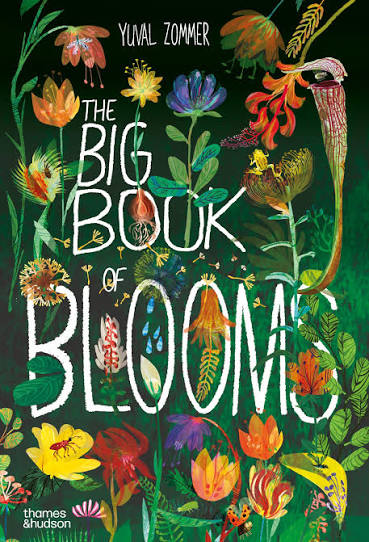 YUVAL ZOMMER
THE
BIG
BOOK
OF
BLOOMS
thames
&hudson